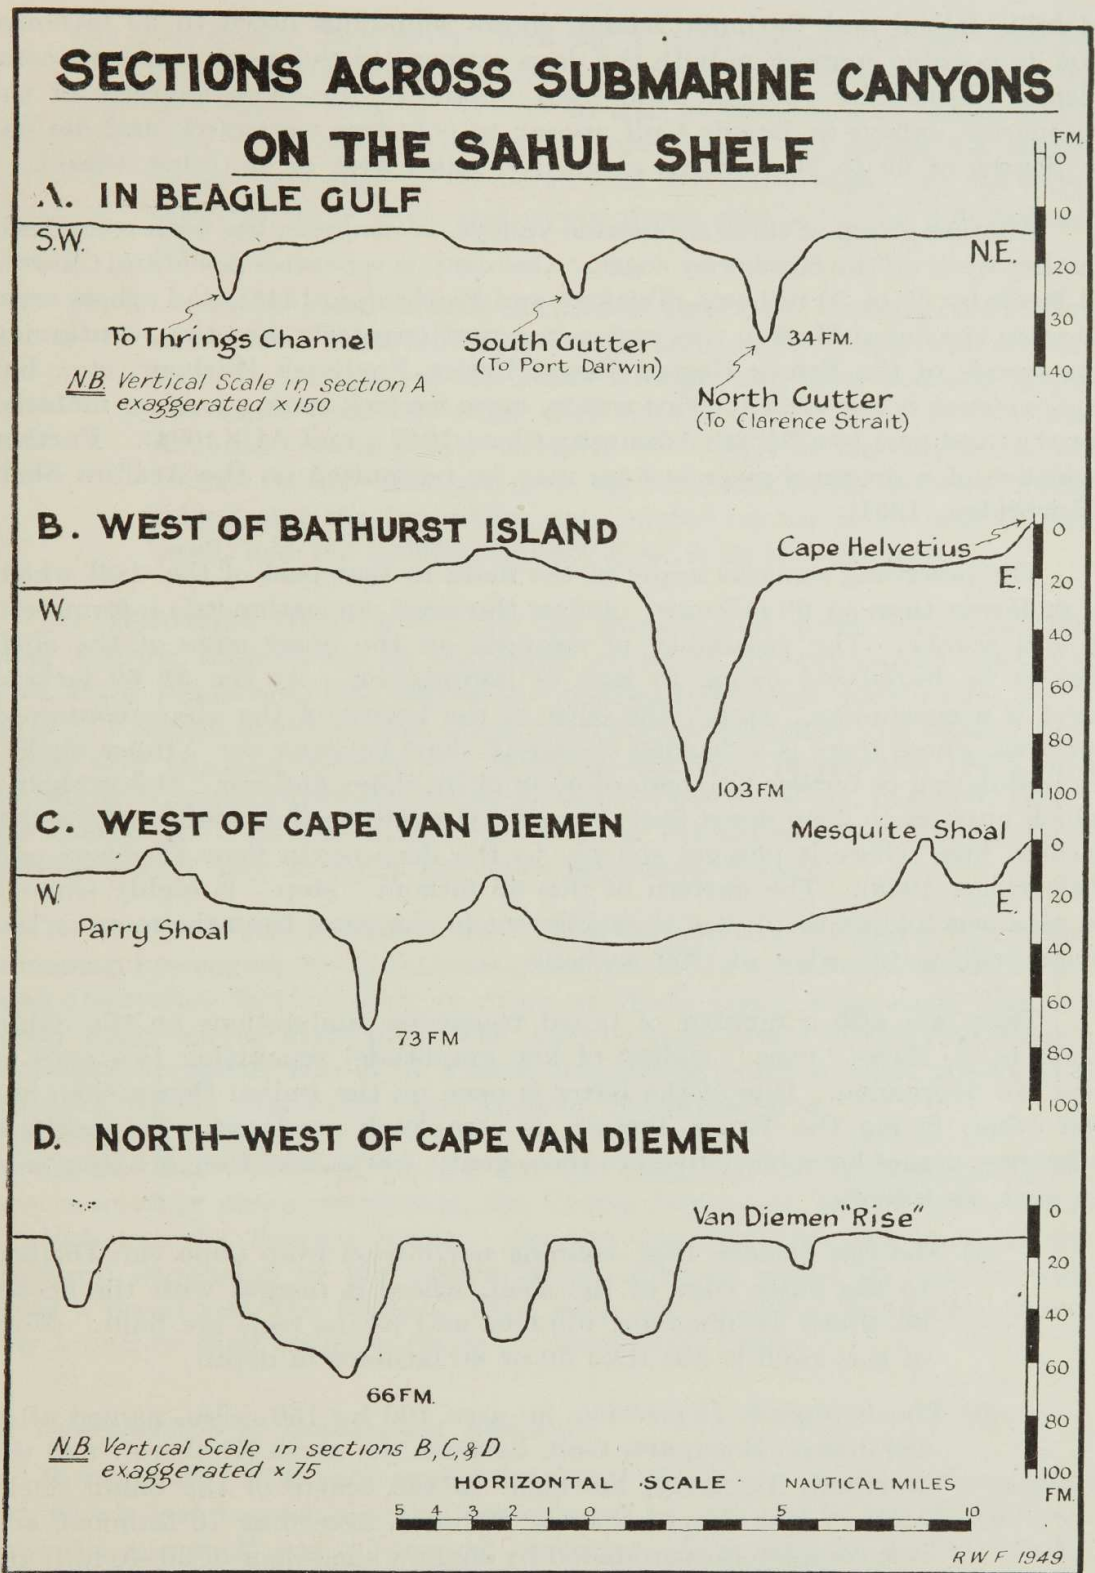 SECTIONS ACROSS SUBMARINE CANYONS
ON THE SAHUL SHELF
A. IN BEAGLE GULF
FM.
0
10
20
30
40
S.W.
N.E.
To Thrings Channel
South Gutter
(To Port Darwin)
34 FM.
North Gutter
(To Clarence Strait)
N.B. Vertical Scale in section A
exaggerated x 150
B. WEST OF BATHURST ISLAND
Cape Helvetius
0
20
40
60
80
100
W.
E.
103 FM
C. WEST OF CAPE VAN DIEMEN
Mesquite Shoal
0
20
40
60
80
100
W.
E.
Parry Shoal
73 FM
D. NORTH-WEST OF CAPE VAN DIEMEN
Van Diemen "Rise"
0
20
40
60
80
100
FM.
66 FM.
N.B. Vertical Scale in sections B, C, & D
exaggerated x 75
HORIZONTAL SCALE NAUTICAL MILES
5 4 3 2 1 0 5 10
R W F 1949